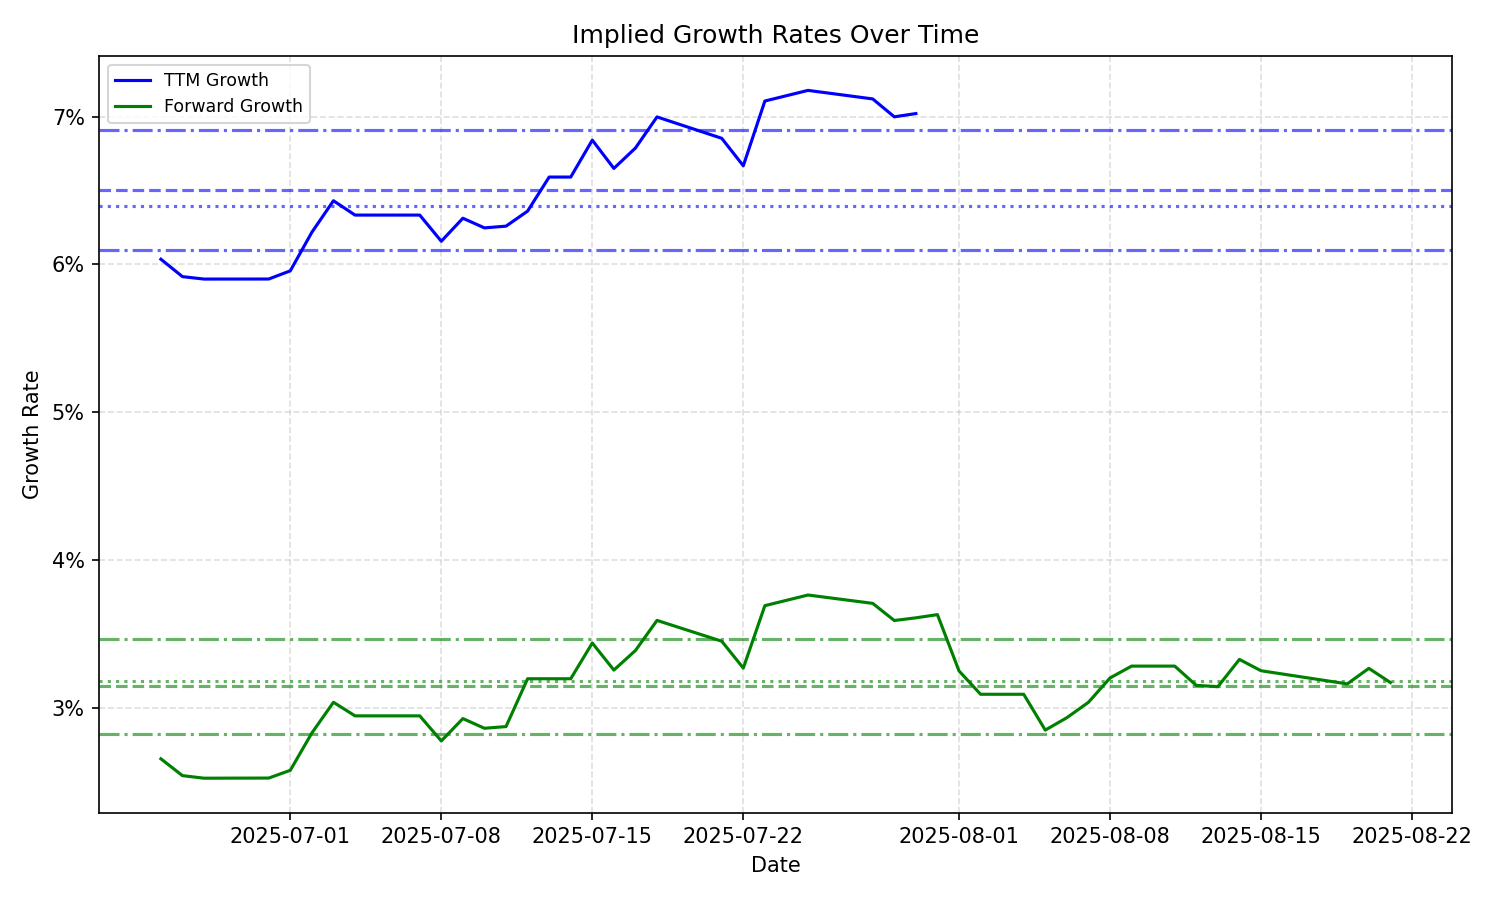 Implied Growth Rates Over Time
TTM Growth
Forward Growth
7%
6%
5%
4%
3%
Growth Rate
2025-07-01 2025-07-08 2025-07-15 2025-07-22 2025-08-01 2025-08-08 2025-08-15 2025-08-22
Date